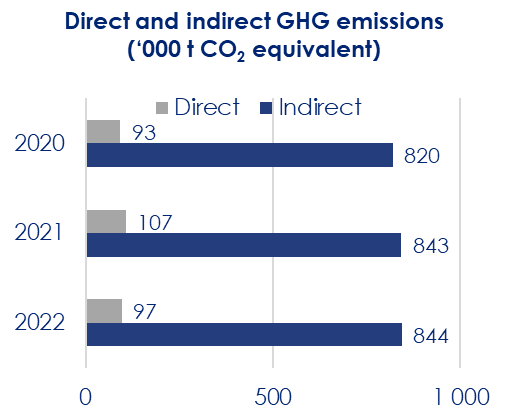 Direct and indirect GHG emissions
(‘000 t CO₂ equivalent)
Direct Indirect
2020 93
820
2021 107
843
2022 97
844
0 500 1 000